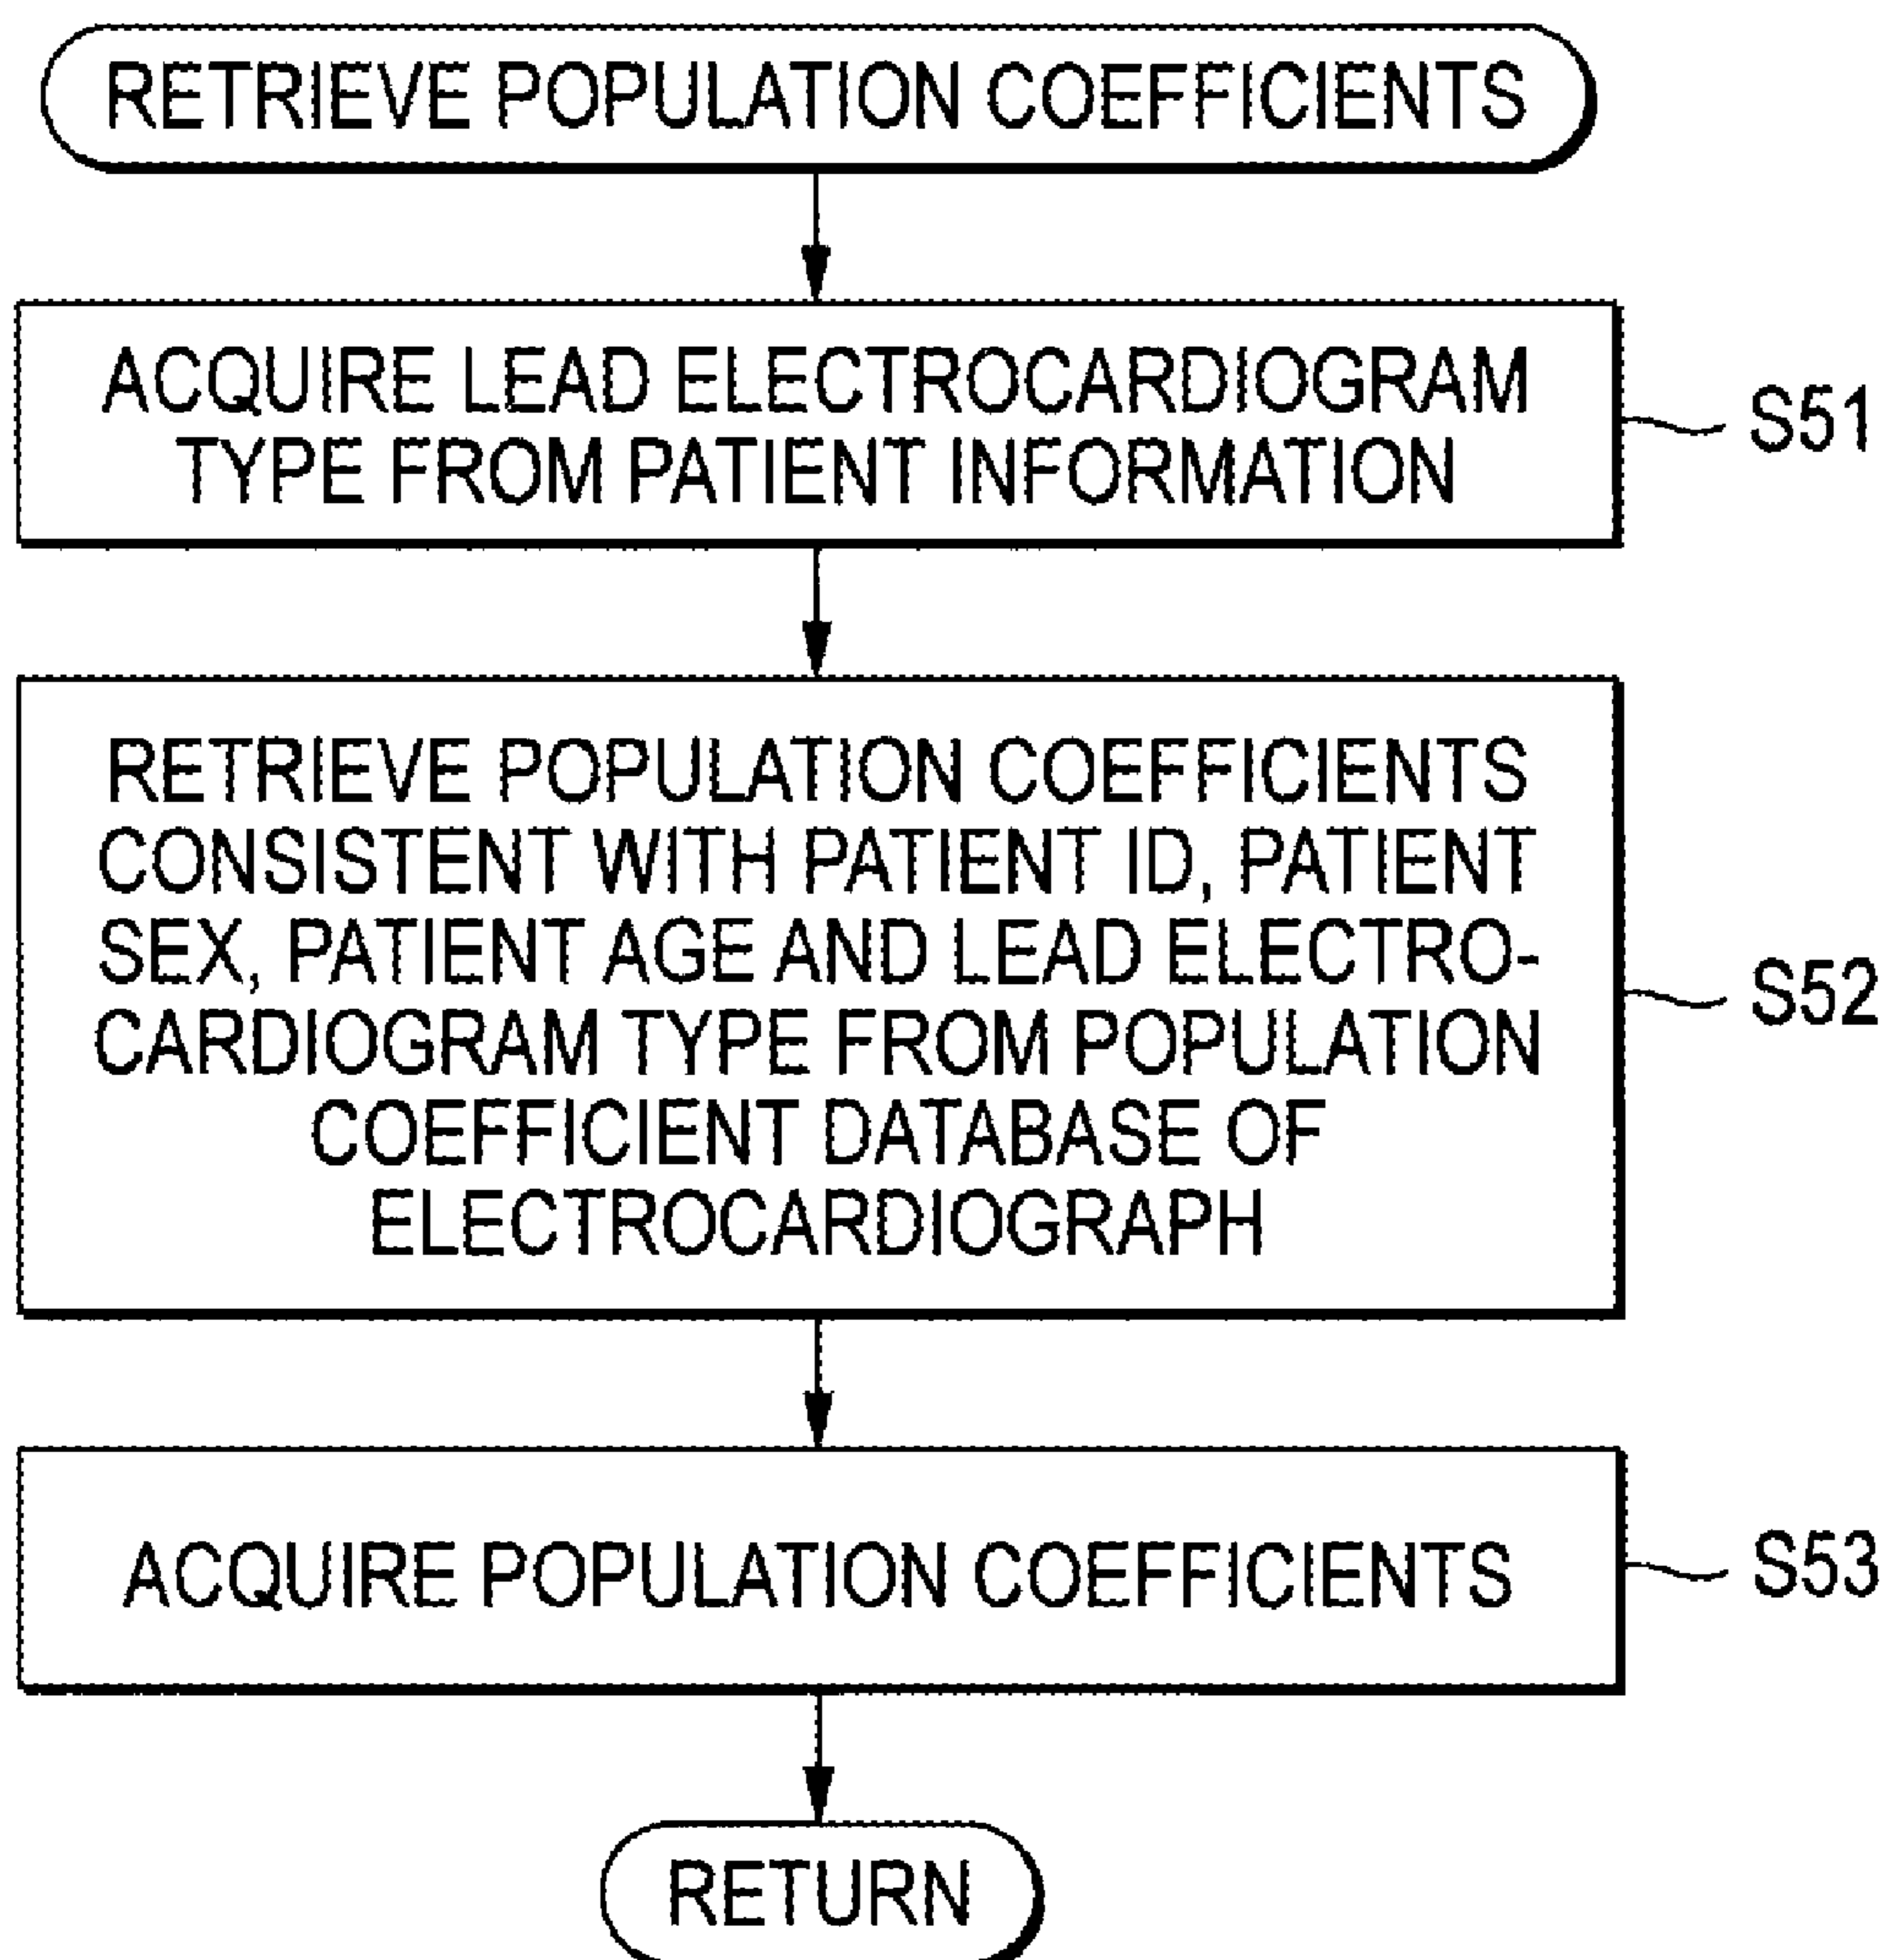 RETRIEVE POPULATION COEFFICIENTS
ACQUIRE LEAD ELECTROCARDIOGRAM
TYPE FROM PATIENT INFORMATION
S51
RETRIEVE POPULATION COEFFICIENTS
CONSISTENT WITH PATIENT ID, PATIENT
SEX, PATIENT AGE AND LEAD ELECTRO-
CARDIOGRAM TYPE FROM POPULATION
COEFFICIENT DATABASE OF
ELECTROCARDIOGRAPH
S52
ACQUIRE POPULATION COEFFICIENTS
S53
RETURN